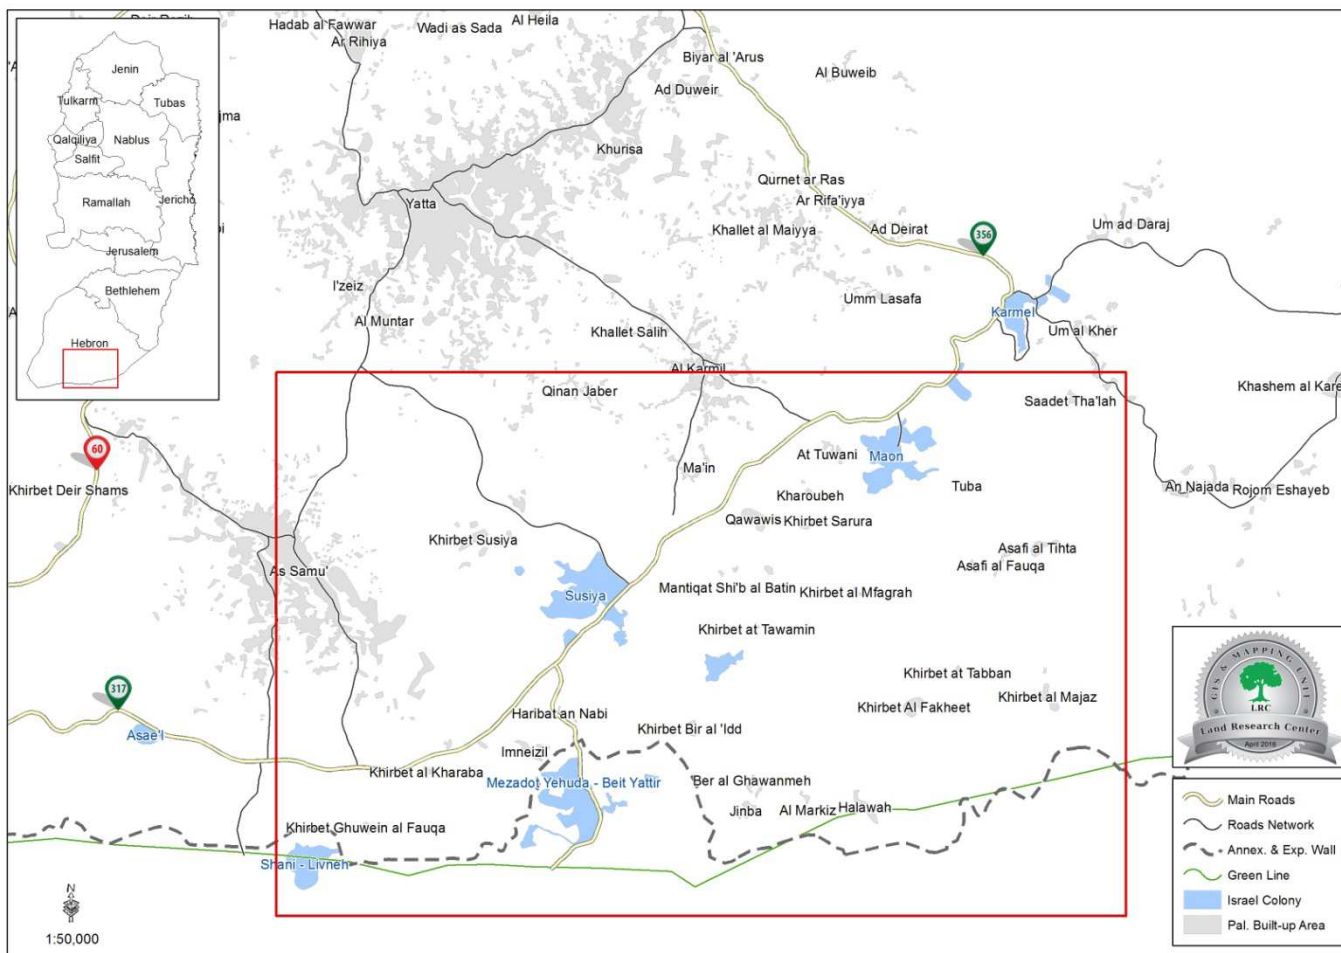 Hadab al Fawwar
Ar Rihiya
Wadi as Sada
Al Heila
Biyar al 'Arus
Ad Duweir
Al Buweib
Khurisa
Jenin
Tulkarm
Tubas
Qalqiliya
Nablus
Salfit
Ramallah
Jericho
Jerusalem
Bethlehem
Hebron
Yatta
Qurnet ar Ras
Ar Rifa'iyya
Khallet al Maiyya
Ad Deirat
356
Um ad Daraj
I'zeiz
Al Muntar
Umm Lasafa
Karmel
Um al Kher
Khallet Salih
Al Karmil
Qinan Jaber
Saadet Tha'lah
Khashem al Kare
60
Khirbet Deir Shams
Ma'in
At Tuwani
Maon
Tuba
An Najada
Rojom Eshayeb
Kharoubeh
Qawawis
Khirbet Sarura
Khirbet Susiya
Asafi al Tihta
Asafi al Fauqa
As Samu'
Susiya
Mantiqat Shi'b al Batin
Khirbet al Mfagrah
Khirbet at Tawamin
Khirbet at Tabban
Khirbet Al Fakheet
Khirbet al Majaz
317
Asae'l
Haribat an Nabi
Khirbet Bir al 'Idd
Imneizil
Khirbet al Kharaba
Mezadot Yehuda - Beit Yattir
Ber al Ghawanmeh
Jinba
Al Markiz
Halawah
Khirbet Ghuwein al Fauqa
Shani - Livneh
N
1:50,000
GIS & MAPPING UNIT
LRC
Land Research Center
April 2016
Main Roads
Roads Network
Annex. & Exp. Wall
Green Line
Israel Colony
Pal. Built-up Area